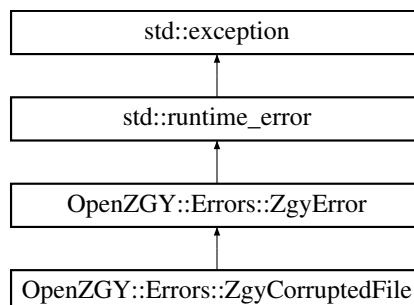 std::exception
std::runtime_error
OpenZGY::Errors::ZgyError
OpenZGY::Errors::ZgyCorruptedFile